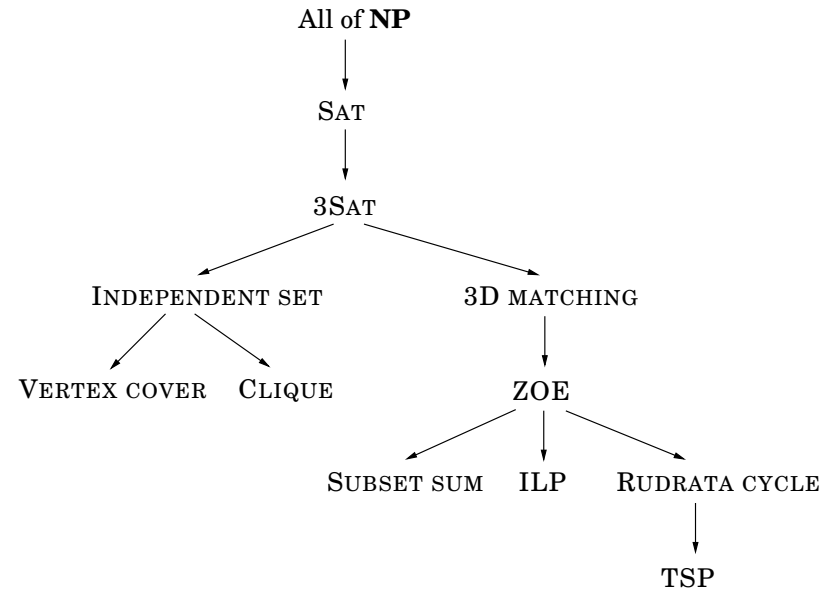 All of NP
SAT
3SAT
INDEPENDENT SET 3D MATCHING
VERTEX COVER CLIQUE ZOE
SUBSET SUM ILP RUDRATA CYCLE
TSP